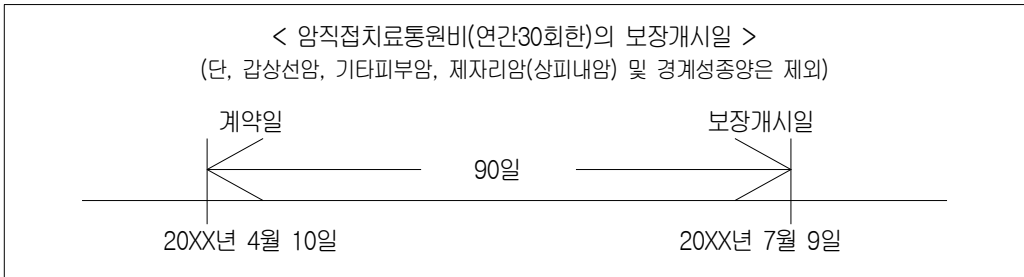 < 암직접치료통원비(연간30회한)의 보장개시일 >
(단, 갑상선암, 기타피부암, 제자리암(상피내암) 및 경계성종양은 제외)
계약일 보장개시일
90일
20XX년 4월 10일 20XX년 7월 9일